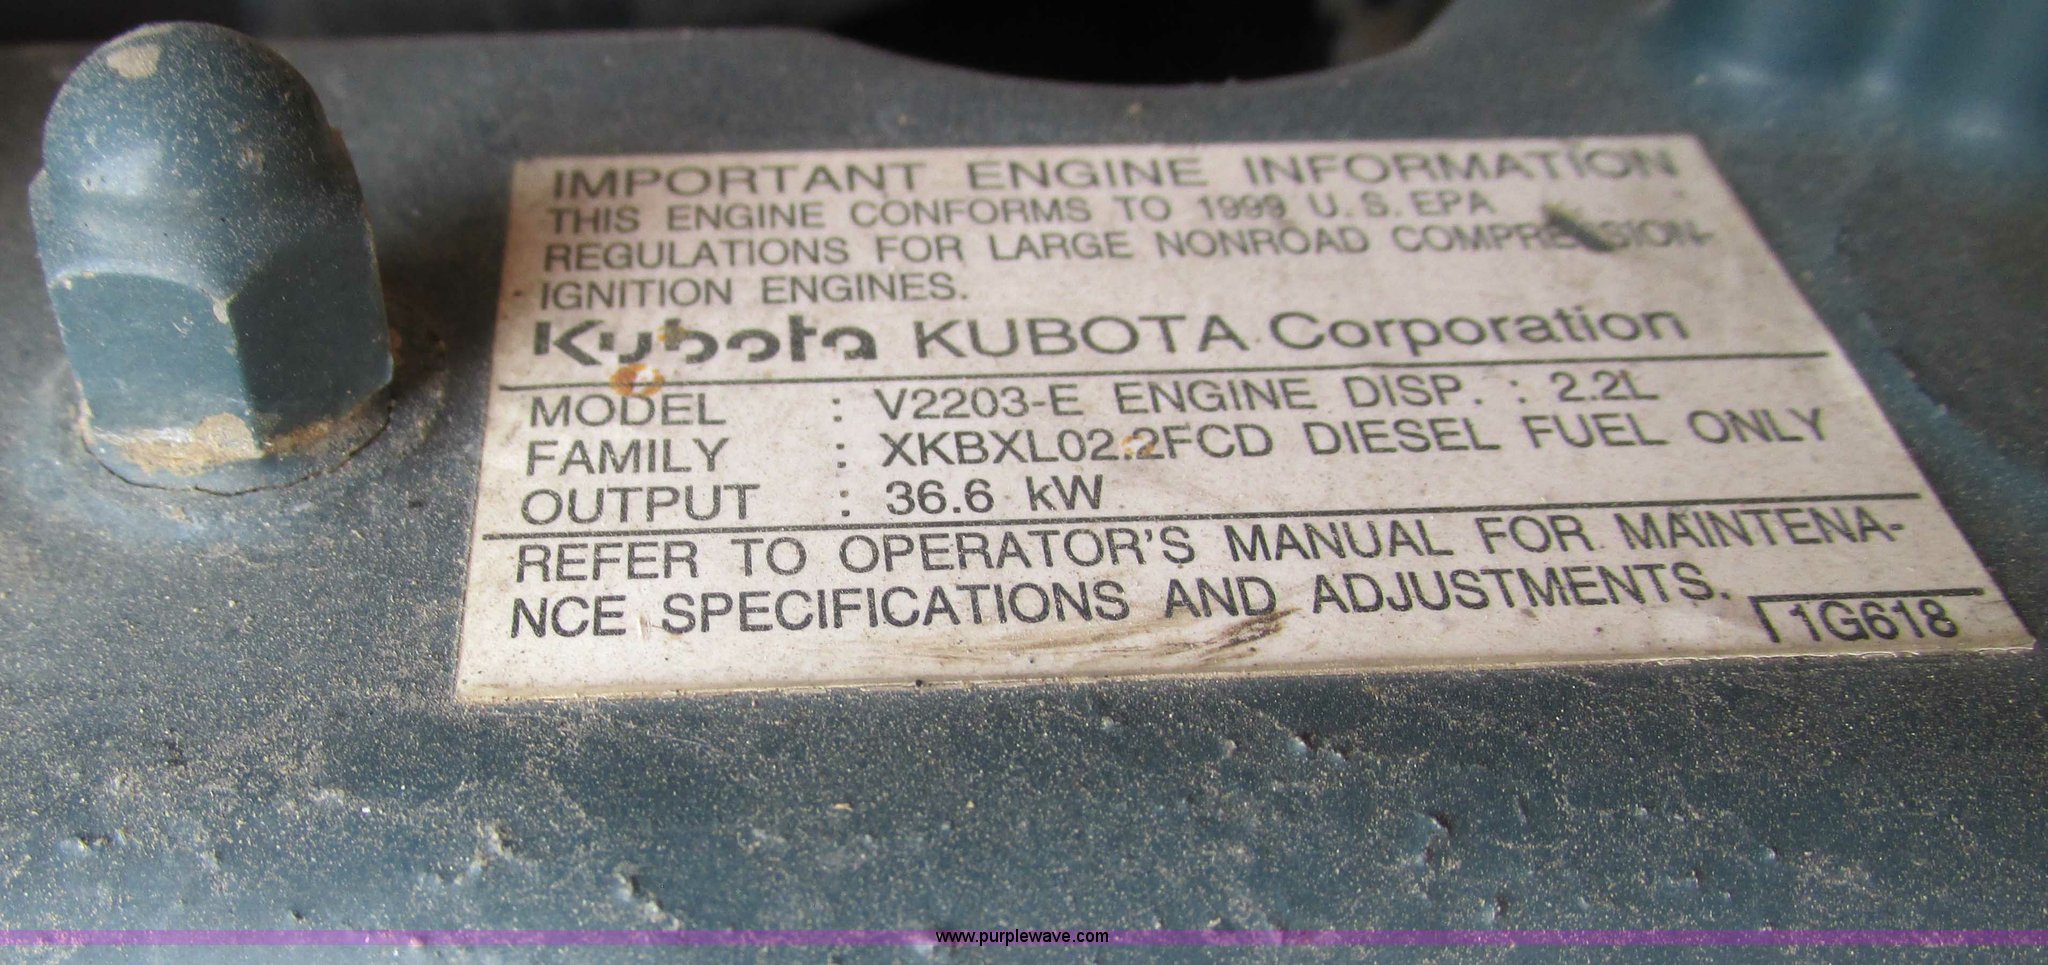 IMPORTANT ENGINE INFORMATION
THIS ENGINE CONFORMS TO 1999 U.S. EPA
REGULATIONS FOR LARGE NONROAD COMPRESSION-
IGNITION ENGINES.
Kubota KUBOTA Corporation
MODEL : V2203-E ENGINE DISP. : 2.2L
FAMILY : XKBXL02.2FCD DIESEL FUEL ONLY
OUTPUT : 36.6 kW
REFER TO OPERATOR'S MANUAL FOR MAINTENA-
NCE SPECIFICATIONS AND ADJUSTMENTS.
1G618
www.purplewave.com